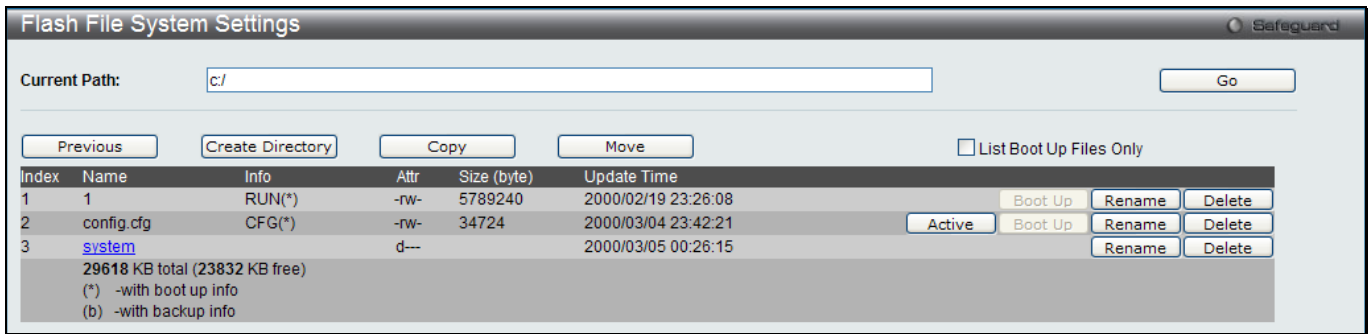 Flash File System Settings Safeguard
Current Path: c:/ Go
Previous Create Directory Copy Move List Boot Up Files Only
Index Name Info Attr Size (byte) Update Time
1 1 RUN(*) -rw- 5789240 2000/02/19 23:26:08 Boot Up Rename Delete
2 config.cfg CFG(*) -rw- 34724 2000/03/04 23:42:21 Active Boot Up Rename Delete
3 system d--- 2000/03/05 00:26:15 Rename Delete
29618 KB total (23832 KB free)
(*) -with boot up info
(b) -with backup info